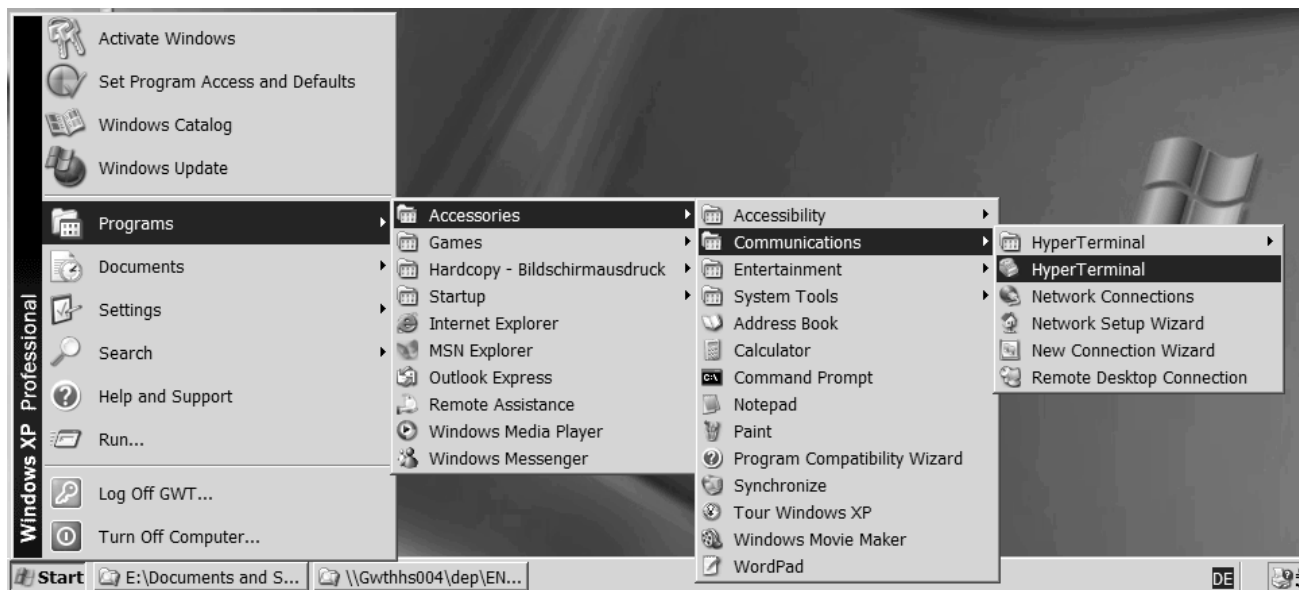 Activate Windows
Set Program Access and Defaults
Windows Catalog
Windows Update
Programs
Documents
Settings
Search
Help and Support
Run...
Log Off GWT...
Turn Off Computer...
Windows XP Professional
Accessories
Games
Hardcopy - Bildschirmausdruck
Startup
Internet Explorer
MSN Explorer
Outlook Express
Remote Assistance
Windows Media Player
Windows Messenger
Accessibility
Communications
Entertainment
System Tools
Address Book
Calculator
Command Prompt
Notepad
Paint
Program Compatibility Wizard
Synchronize
Tour Windows XP
Windows Movie Maker
WordPad
HyperTerminal
HyperTerminal
Network Connections
Network Setup Wizard
New Connection Wizard
Remote Desktop Connection
Start
E:\Documents and S...
\\Gwthhs004\dep\EN...
DE